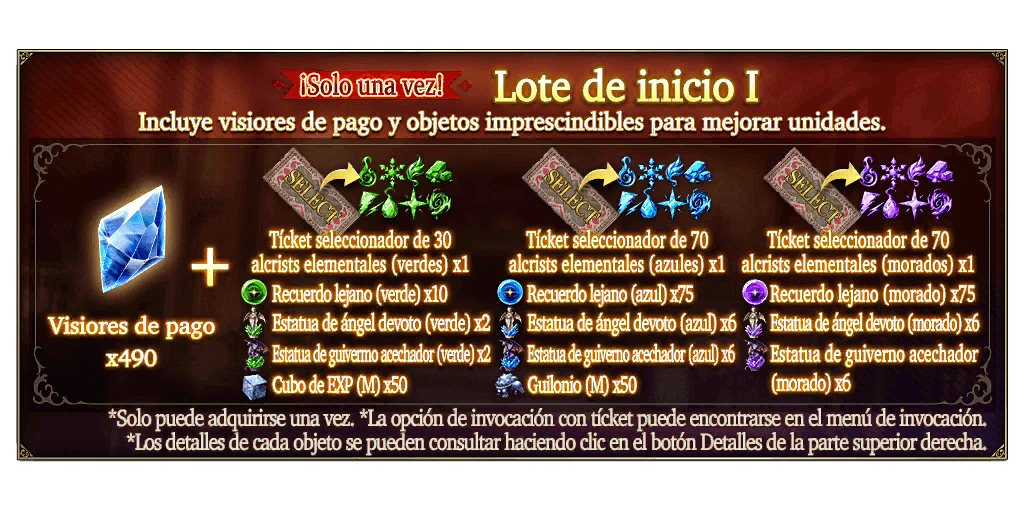 ¡Solo una vez! Lote de inicio I
Incluye visiores de pago y objetos imprescindibles para mejorar unidades.
Visiores de pago
x490
+
SELECT
Tícket seleccionador de 30
alcrists elementales (verdes) x1
Recuerdo lejano (verde) x10
Estatua de ángel devoto (verde) x2
Estatua de guiverno acechador (verde) x2
Cubo de EXP (M) x50
SELECT
Tícket seleccionador de 70
alcrists elementales (azules) x1
Recuerdo lejano (azul) x75
Estatua de ángel devoto (azul) x6
Estatua de guiverno acechador (azul) x6
Guilonio (M) x50
SELECT
Tícket seleccionador de 70
alcrists elementales (morados) x1
Recuerdo lejano (morado) x75
Estatua de ángel devoto (morado) x6
Estatua de guiverno acechador
(morado) x6
*Solo puede adquirirse una vez. *La opción de invocación con tícket puede encontrarse en el menú de invocación.
*Los detalles de cada objeto se pueden consultar haciendo clic en el botón Detalles de la parte superior derecha.